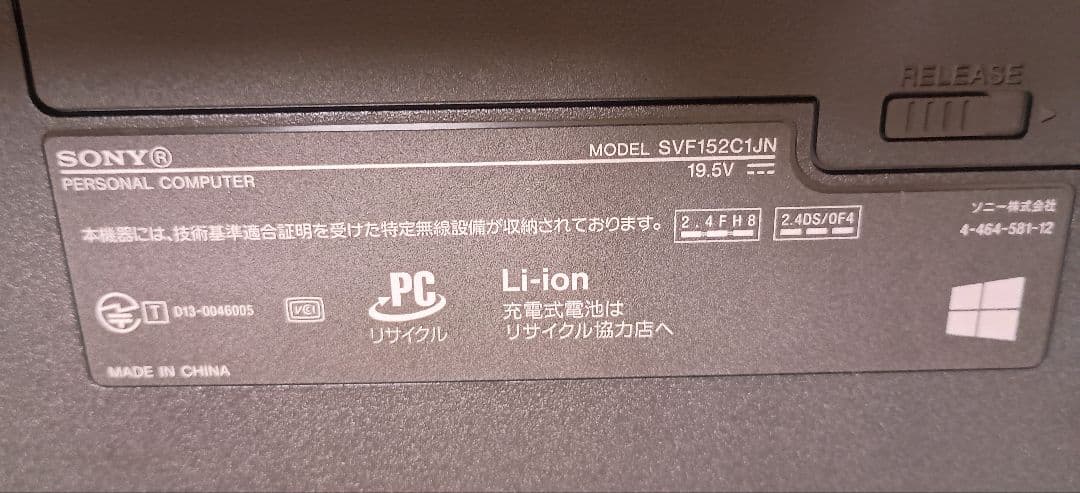 RELEASE
SONY®
MODEL SVF152C1JN
PERSONAL COMPUTER
19.5V
ソニー株式会社
本機器には、技術基準適合証明を受けた特定無線設備が収納されております。
2.4FH8
2.4DS/OF4
4-464-581-12
T D13-0046005
VCI
PC
リサイクル
Li-ion
充電式電池は
リサイクル協力店へ
MADE IN CHINA